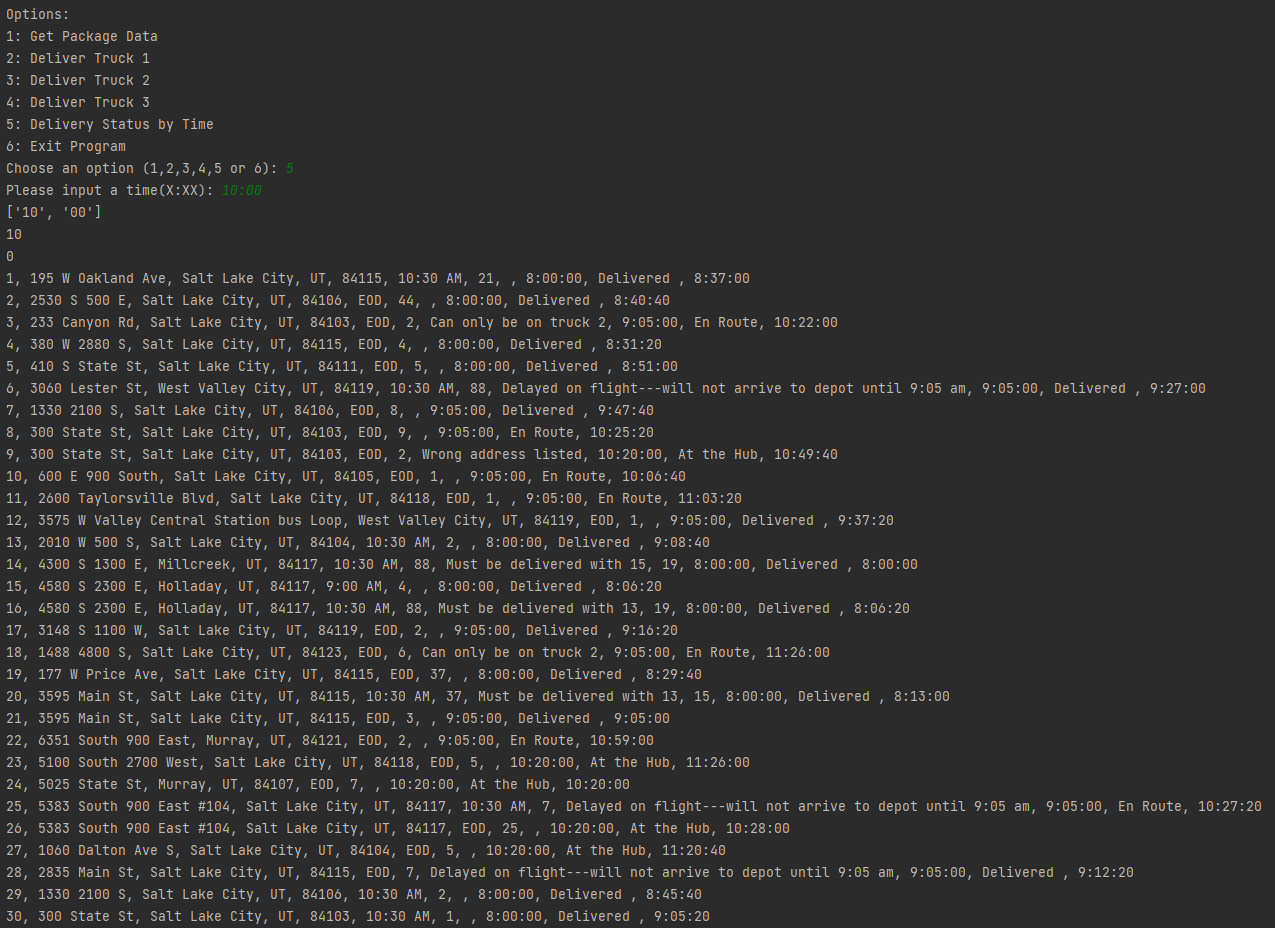 Options:
1: Get Package Data
2: Deliver Truck 1
3: Deliver Truck 2
4: Deliver Truck 3
5: Delivery Status by Time
6: Exit Program
Choose an option (1,2,3,4,5 or 6): 5
Please input a time(X:XX): 10:00
['10', '00']
10
0
1, 195 W Oakland Ave, Salt Lake City, UT, 84115, 10:30 AM, 21, , 8:00:00, Delivered , 8:37:00
2, 2530 S 500 E, Salt Lake City, UT, 84106, EOD, 44, , 8:00:00, Delivered , 8:40:40
3, 233 Canyon Rd, Salt Lake City, UT, 84103, EOD, 2, Can only be on truck 2, 9:05:00, En Route, 10:22:00
4, 380 W 2880 S, Salt Lake City, UT, 84115, EOD, 4, , 8:00:00, Delivered , 8:31:20
5, 410 S State St, Salt Lake City, UT, 84111, EOD, 5, , 8:00:00, Delivered , 8:51:00
6, 3060 Lester St, West Valley City, UT, 84119, 10:30 AM, 88, Delayed on flight---will not arrive to depot until 9:05 am, 9:05:00, Delivered , 9:27:00
7, 1330 2100 S, Salt Lake City, UT, 84106, EOD, 8, , 9:05:00, Delivered , 9:47:40
8, 300 State St, Salt Lake City, UT, 84103, EOD, 9, , 9:05:00, En Route, 10:25:20
9, 300 State St, Salt Lake City, UT, 84103, EOD, 2, Wrong address listed, 10:20:00, At the Hub, 10:49:40
10, 600 E 900 South, Salt Lake City, UT, 84105, EOD, 1, , 9:05:00, En Route, 10:06:40
11, 2600 Taylorsville Blvd, Salt Lake City, UT, 84118, EOD, 1, , 9:05:00, En Route, 11:03:20
12, 3575 W Valley Central Station bus Loop, West Valley City, UT, 84119, EOD, 1, , 9:05:00, Delivered , 9:37:20
13, 2010 W 500 S, Salt Lake City, UT, 84104, 10:30 AM, 2, , 8:00:00, Delivered , 9:08:40
14, 4300 S 1300 E, Millcreek, UT, 84117, 10:30 AM, 88, Must be delivered with 15, 19, 8:00:00, Delivered , 8:00:00
15, 4580 S 2300 E, Holladay, UT, 84117, 9:00 AM, 4, , 8:00:00, Delivered , 8:06:20
16, 4580 S 2300 E, Holladay, UT, 84117, 10:30 AM, 88, Must be delivered with 13, 19, 8:00:00, Delivered , 8:06:20
17, 3148 S 1100 W, Salt Lake City, UT, 84119, EOD, 2, , 9:05:00, Delivered , 9:16:20
18, 1488 4800 S, Salt Lake City, UT, 84123, EOD, 6, Can only be on truck 2, 9:05:00, En Route, 11:26:00
19, 177 W Price Ave, Salt Lake City, UT, 84115, EOD, 37, , 8:00:00, Delivered , 8:29:40
20, 3595 Main St, Salt Lake City, UT, 84115, 10:30 AM, 37, Must be delivered with 13, 15, 8:00:00, Delivered , 8:13:00
21, 3595 Main St, Salt Lake City, UT, 84115, EOD, 3, , 9:05:00, Delivered , 9:05:00
22, 6351 South 900 East, Murray, UT, 84121, EOD, 2, , 9:05:00, En Route, 10:59:00
23, 5100 South 2700 West, Salt Lake City, UT, 84118, EOD, 5, , 10:20:00, At the Hub, 11:26:00
24, 5025 State St, Murray, UT, 84107, EOD, 7, , 10:20:00, At the Hub, 10:20:00
25, 5383 South 900 East #104, Salt Lake City, UT, 84117, 10:30 AM, 7, Delayed on flight---will not arrive to depot until 9:05 am, 9:05:00, En Route, 10:27:20
26, 5383 South 900 East #104, Salt Lake City, UT, 84117, EOD, 25, , 10:20:00, At the Hub, 10:28:00
27, 1060 Dalton Ave S, Salt Lake City, UT, 84104, EOD, 5, , 10:20:00, At the Hub, 11:20:40
28, 2835 Main St, Salt Lake City, UT, 84115, EOD, 7, Delayed on flight---will not arrive to depot until 9:05 am, 9:05:00, Delivered , 9:12:20
29, 1330 2100 S, Salt Lake City, UT, 84106, 10:30 AM, 2, , 8:00:00, Delivered , 8:45:40
30, 300 State St, Salt Lake City, UT, 84103, 10:30 AM, 1, , 8:00:00, Delivered , 9:05:20